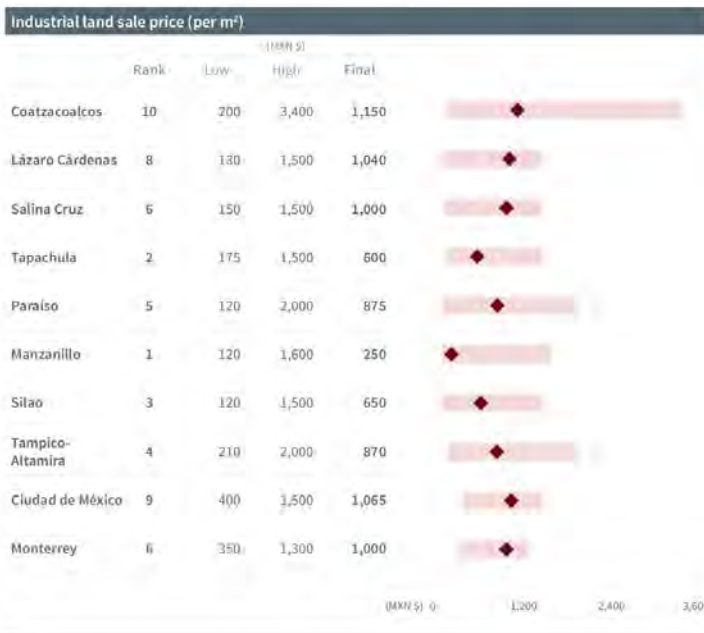 Industrial land sale price (per m²)
(MXN $)
Rank Low High Final
Coatzacoalcos 10 200 3,400 1,150
Lázaro Cárdenas 8 130 1,500 1,040
Salina Cruz 6 150 1,500 1,000
Tapachula 2 175 1,500 600
Paraíso 5 120 2,000 875
Manzanillo 1 120 1,600 250
Silao 3 120 1,500 650
Tampico-
Altamira 4 210 2,000 870
Ciudad de México 9 400 1,500 1,065
Monterrey 6 350 1,300 1,000
(MXN $) 0 1,200 2,400 3,60